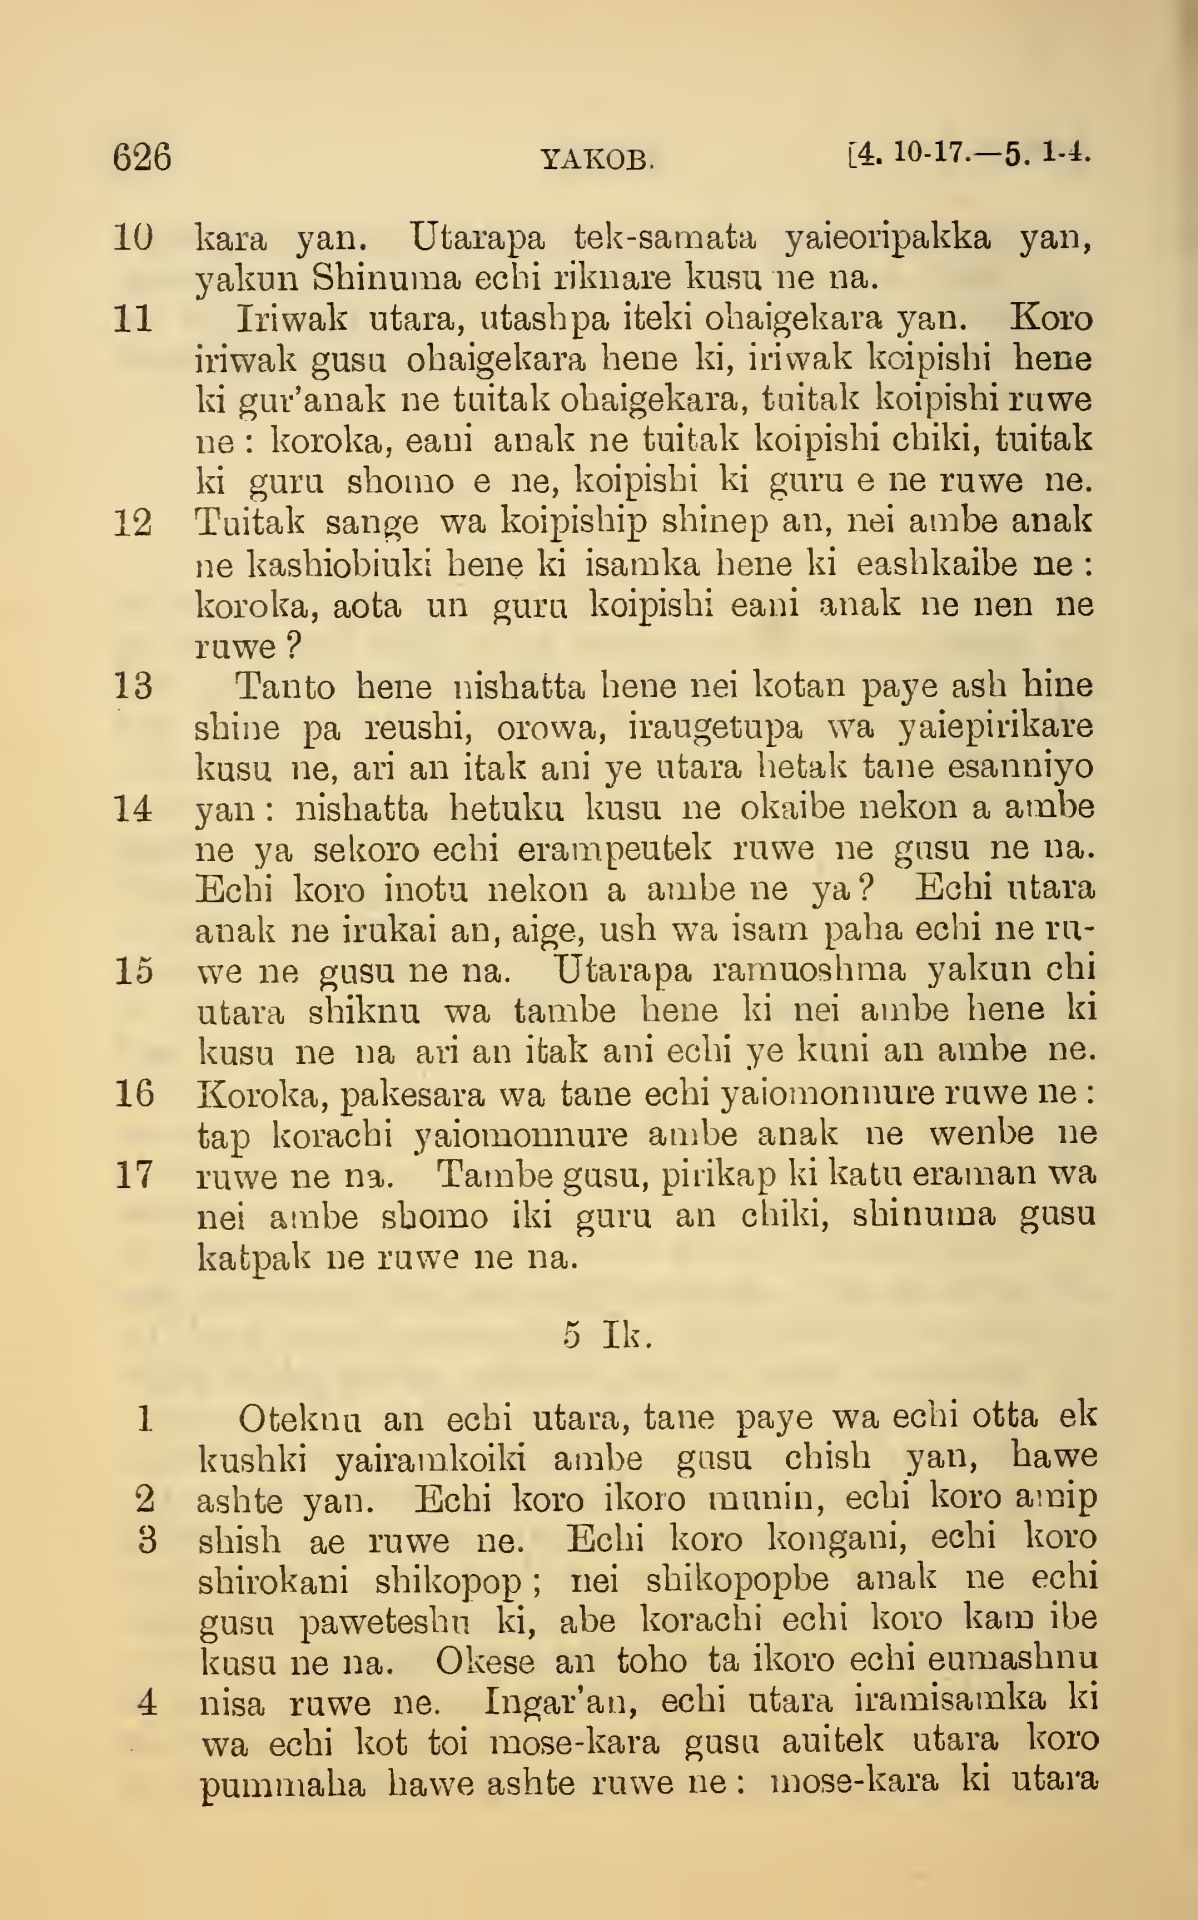 626 YAKOB. [4. 10-17.—5. 1-4.
10 kara yan. Utarapa tek-samata yaieoripakka yan,
yakun Shinuma echi riknare kusu ne na.
11 Iriwak utara, utashpa iteki ohaigekara yan. Koro
iriwak gusu ohaigekara hene ki, iriwak koipishi hene
ki gur'anak ne tuitak ohaigekara, tuitak koipishi ruwe
ne : koroka, eani anak ne tuitak koipishi chiki, tuitak
ki guru shomo e ne, koipishi ki guru e ne ruwe ne.
12 Tuitak sange wa koipiship shinep an, nei ambe anak
ne kashiobiuki hene ki isamka hene ki eashkaibe ne :
koroka, aota un guru koipishi eani anak ne nen ne
ruwe ?
13 Tanto hene nishatta hene nei kotan paye ash hine
shine pa reushi, orowa, iraugetupa wa yaiepirikare
kusu ne, ari an itak ani ye utara hetak tane esanniyo
14 yan : nishatta hetuku kusu ne okaibe nekon a ambe
ne ya sekoro echi erampeutek ruwe ne gusu ne na.
Echi koro inotu nekon a ambe ne ya ? Echi utara
anak ne irukai an, aige, ush wa isam paha echi ne ru-
15 we ne gusu ne na. Utarapa ramuoshma yakun chi
utara shiknu wa tambe hene ki nei ambe hene ki
kusu ne na ari an itak ani echi ye kuni an ambe ne.
16 Koroka, pakesara wa tane echi yaiomonnure ruwe ne :
tap korachi yaiomonnure ambe anak ne wenbe ne
17 ruwe ne na. Tambe gusu, pirikap ki katu eraman wa
nei ambe shomo iki guru an chiki, shinuma gusu
katpak ne ruwe ne na.
5 Ik.
1 Oteknu an echi utara, tane paye wa echi otta ek
kushki yairamkoiki ambe gusu chish yan, hawe
2 ashte yan. Echi koro ikoro munin, echi koro amip
3 shish ae ruwe ne. Echi koro kongani, echi koro
shirokani shikopop ; nei shikopopbe anak ne echi
gusu paweteshu ki, abe korachi echi koro kam ibe
kusu ne na. Okese an toho ta ikoro echi eumashnu
4 nisa ruwe ne. Ingar'an, echi utara iramisamka ki
wa echi kot toi mose-kara gusu auitek utara koro
pummaha hawe ashte ruwe ne : mose-kara ki utara